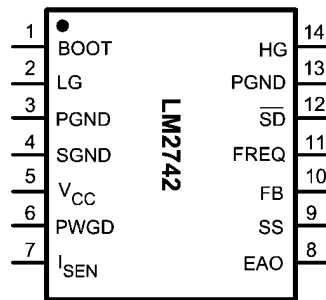 1 BOOT HG 14
2 LG PGND 13
3 PGND S̅D̅ 12
4 SGND FREQ 11
5 VCC FB 10
6 PWGD SS 9
7 ISEN EAO 8
LM2742